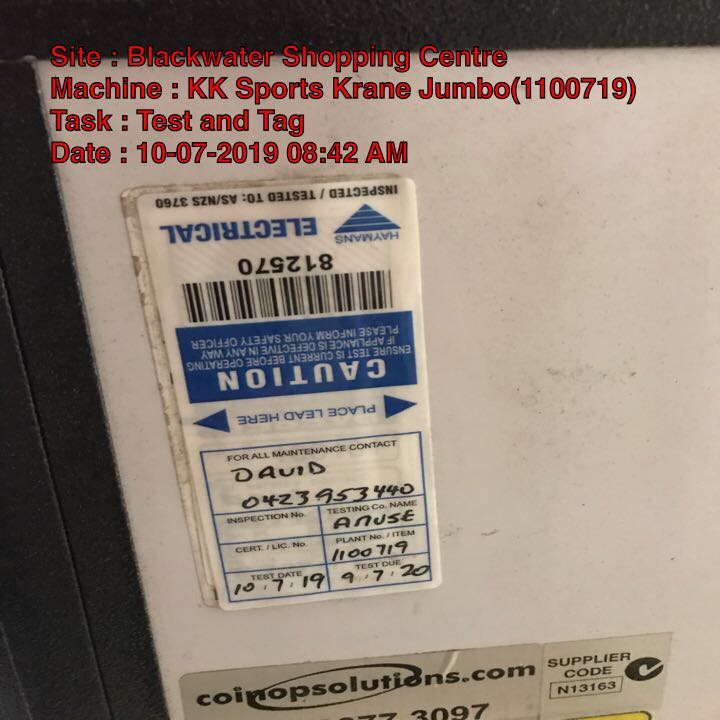 Site : Blackwater Shopping Centre
Machine : KK Sports Krane Jumbo(1100719)
Task : Test and Tag
Date : 10-07-2019 08:42 AM
INSPECTED / TESTED TO: AS/NZS 3760
HAYMANS
ELECTRICAL
812570
CAUTION
ENSURE TEST IS CURRENT BEFORE OPERATING
IF APPLIANCE IS DEFECTIVE IN ANY WAY
PLEASE INFORM YOUR SAFETY OFFICER
PLACE LEAD HERE
FOR ALL MAINTENANCE CONTACT
DAVID
0423953440
INSPECTION No.
TESTING Co. NAME
AMUSE
CERT. / LIC. No.
PLANT No. / ITEM
1100719
TEST DATE
10.7.19
TEST DUE
9.7.20
coinopsolutions.com
SUPPLIER
CODE
N13163
3097